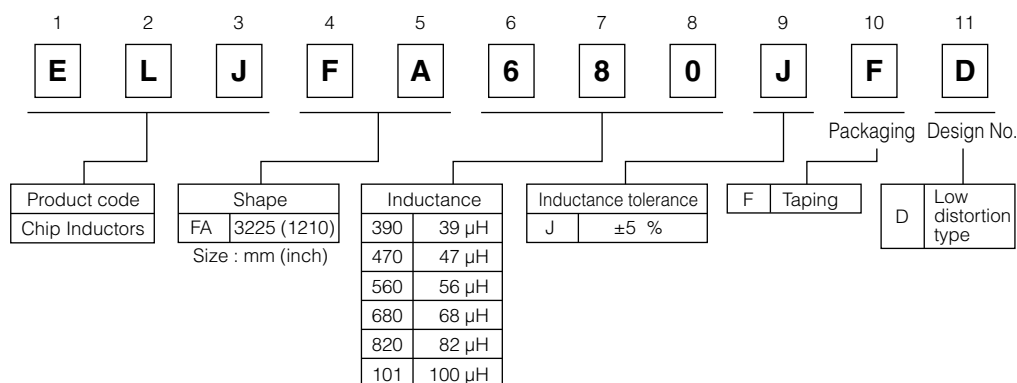 1 2 3 4 5 6 7 8 9 10 11
E L J F A 6 8 0 J F D
Packaging Design No.
Product code
Chip Inductors
Shape
FA 3225 (1210)
Size : mm (inch)
Inductance
390 39 µH
470 47 µH
560 56 µH
680 68 µH
820 82 µH
101 100 µH
Inductance tolerance
J ±5 %
F Taping
D Low
distortion
type